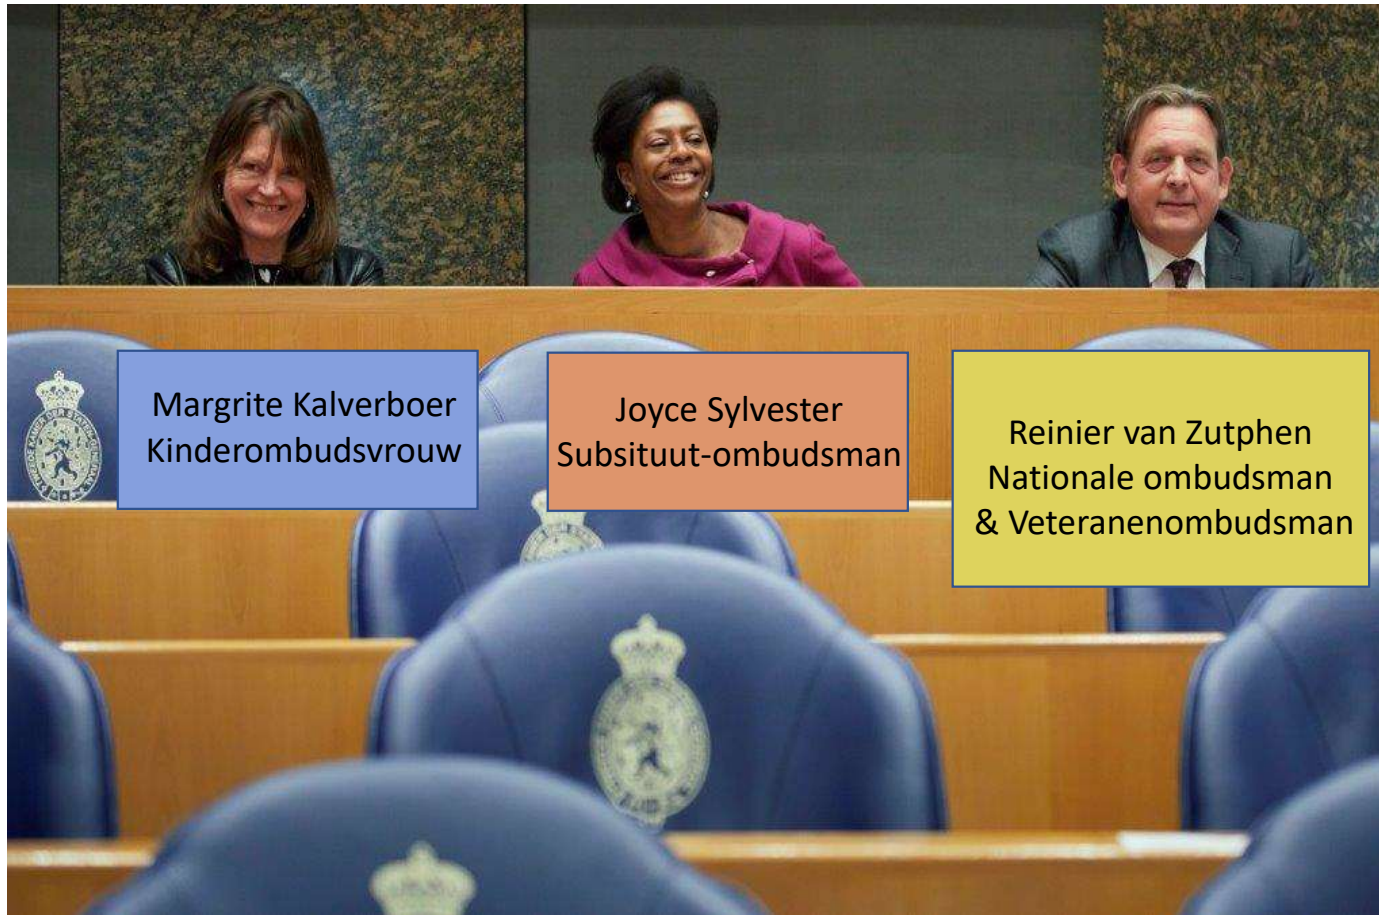 Margrite Kalverboer
Kinderombudsvrouw
Joyce Sylvester
Subsituut-ombudsman
Reinier van Zutphen
Nationale ombudsman
& Veteranenombudsman